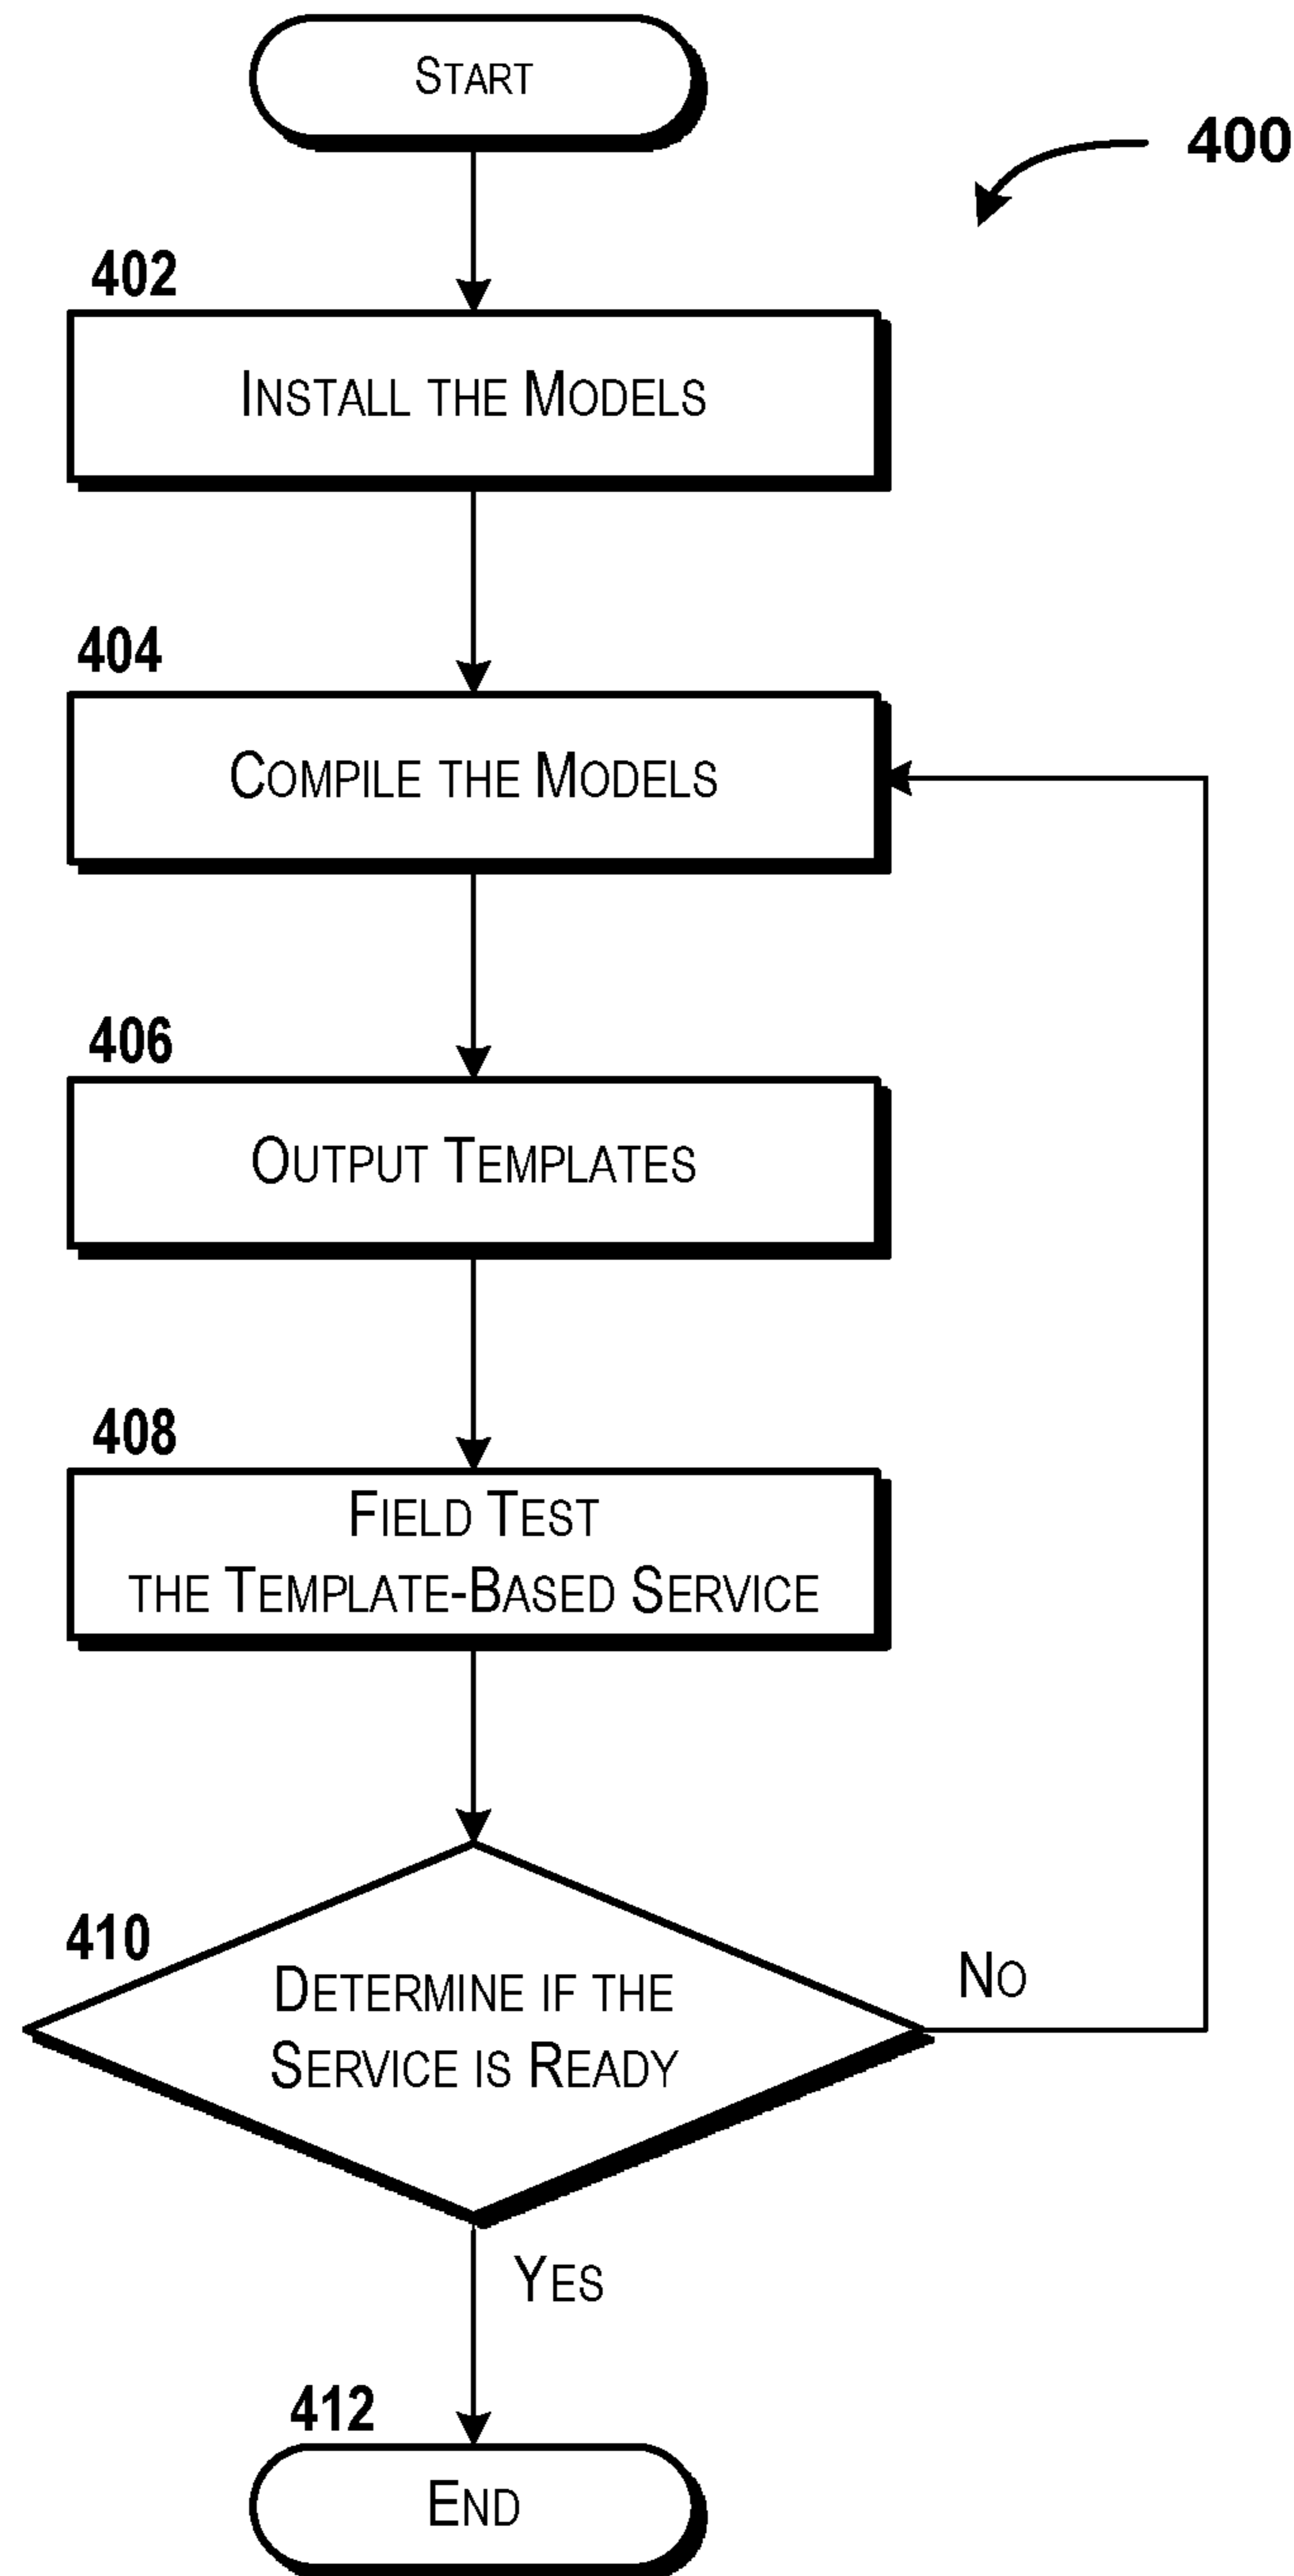 START
400
402
INSTALL THE MODELS
404
COMPILE THE MODELS
406
OUTPUT TEMPLATES
408
FIELD TEST
THE TEMPLATE-BASED SERVICE
410
DETERMINE IF THE
SERVICE IS READY
NO
YES
412
END